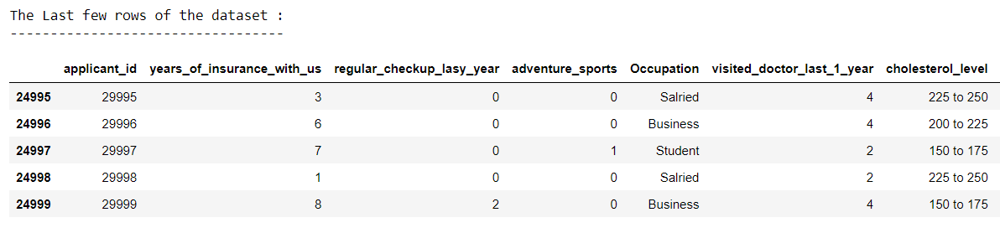 The Last few rows of the dataset :
----------------------------------
applicant_id years_of_insurance_with_us regular_checkup_lasy_year adventure_sports Occupation visited_doctor_last_1_year cholesterol_level
24995 29995 3 0 0 Salried 4 225 to 250
24996 29996 6 0 0 Business 4 200 to 225
24997 29997 7 0 1 Student 2 150 to 175
24998 29998 1 0 0 Salried 2 225 to 250
24999 29999 8 2 0 Business 4 150 to 175